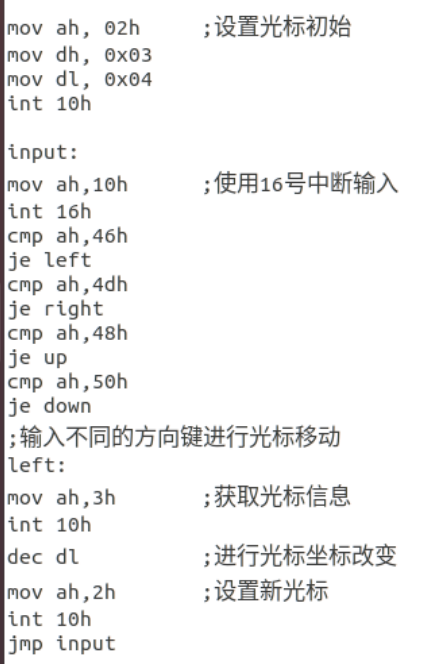 mov ah, 02h ;设置光标初始
mov dh, 0x03
mov dl, 0x04
int 10h
input:
mov ah,10h ;使用16号中断输入
int 16h
cmp ah,46h
je left
cmp ah,4dh
je right
cmp ah,48h
je up
cmp ah,50h
je down
;输入不同的方向键进行光标移动
left:
mov ah,3h ;获取光标信息
int 10h
dec dl ;进行光标坐标改变
mov ah,2h ;设置新光标
int 10h
jmp input